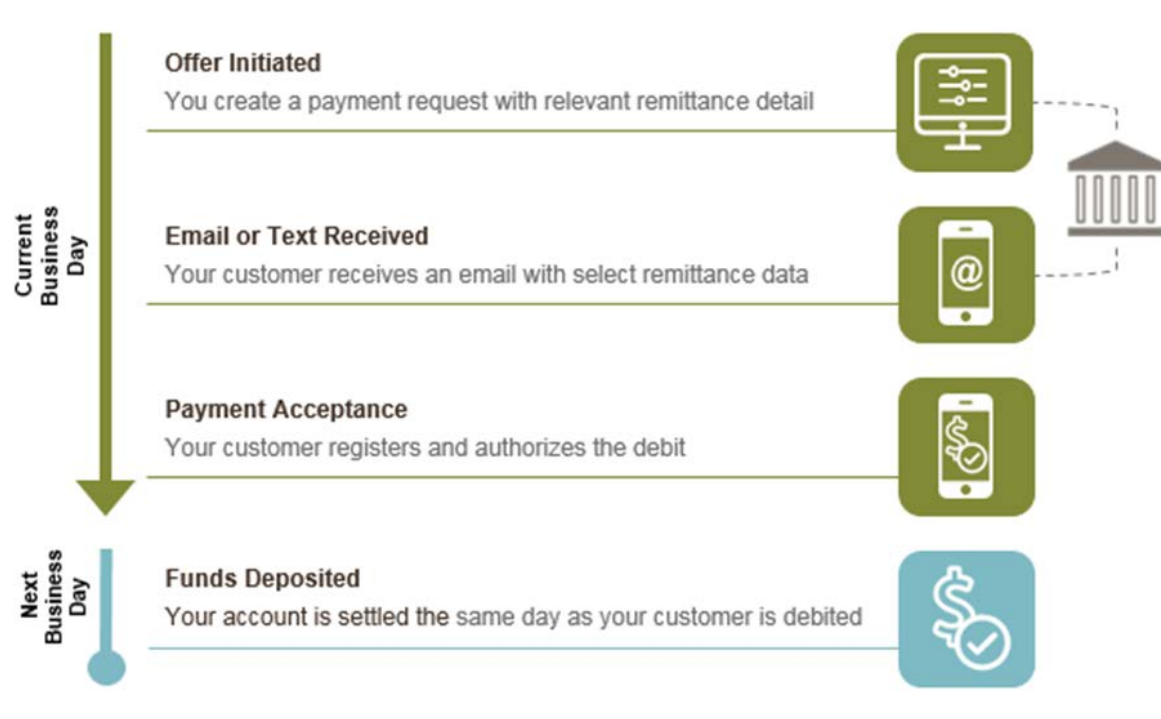 Offer Initiated
You create a payment request with relevant remittance detail
Current
Business
Day
Email or Text Received
Your customer receives an email with select remittance data
@
Payment Acceptance
Your customer registers and authorizes the debit
$
Next
Business
Day
Funds Deposited
Your account is settled the same day as your customer is debited
$